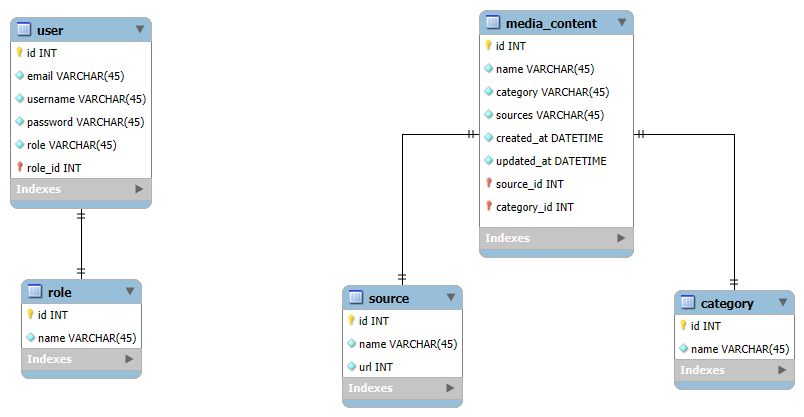 user
id INT
email VARCHAR(45)
username VARCHAR(45)
password VARCHAR(45)
role VARCHAR(45)
role_id INT
Indexes
role
id INT
name VARCHAR(45)
Indexes
media_content
id INT
name VARCHAR(45)
category VARCHAR(45)
sources VARCHAR(45)
created_at DATETIME
updated_at DATETIME
source_id INT
category_id INT
Indexes
source
id INT
name VARCHAR(45)
url INT
Indexes
category
id INT
name VARCHAR(45)
Indexes